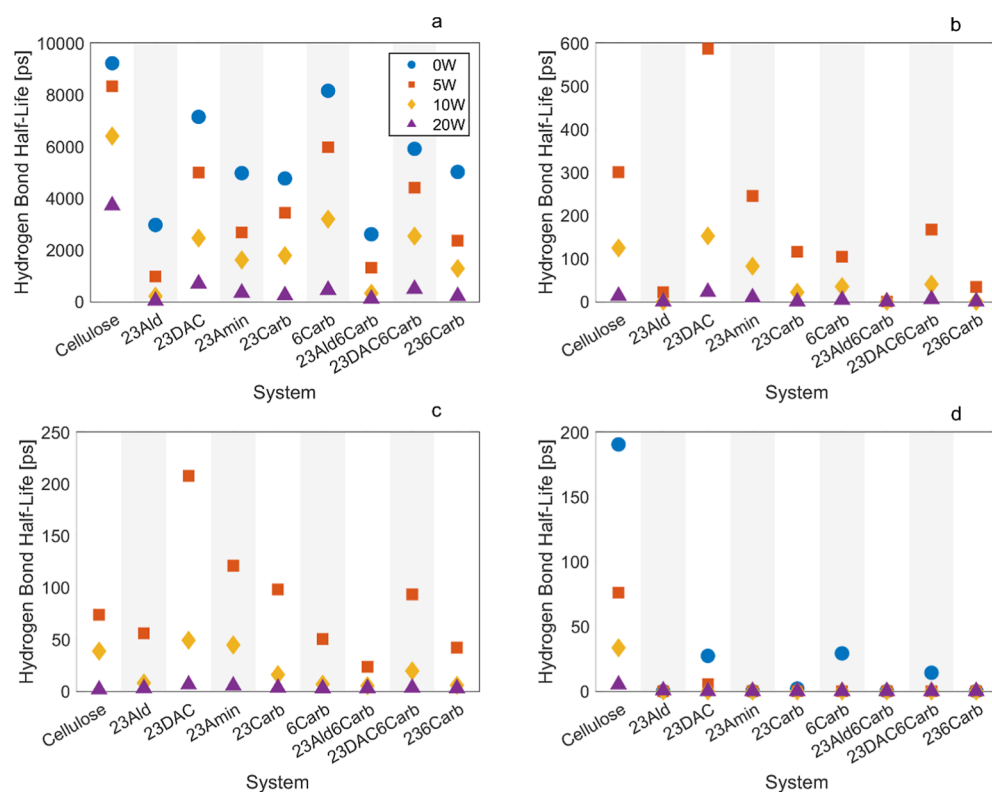 a
Hydrogen Bond Half-Life [ps]
10000
8000
6000
4000
2000
0
0W
5W
10W
20W
Cellulose
23Ald
23DAC
23Amin
23Carb
6Carb
23Ald6Carb
23DAC6Carb
236Carb
System
b
Hydrogen Bond Half-Life [ps]
600
500
400
300
200
100
0
Cellulose
23Ald
23DAC
23Amin
23Carb
6Carb
23Ald6Carb
23DAC6Carb
236Carb
System
c
Hydrogen Bond Half-Life [ps]
250
200
150
100
50
0
Cellulose
23Ald
23DAC
23Amin
23Carb
6Carb
23Ald6Carb
23DAC6Carb
236Carb
System
d
Hydrogen Bond Half-Life [ps]
200
150
100
50
0
Cellulose
23Ald
23DAC
23Amin
23Carb
6Carb
23Ald6Carb
23DAC6Carb
236Carb
System